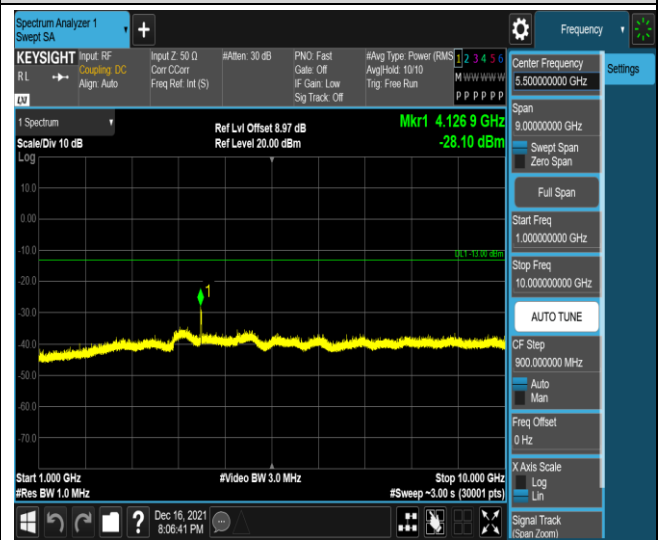 Spectrum Analyzer 1
Swept SA
+
Frequency
KEYSIGHT
RL
LXI
Input: RF
Coupling: DC
Align: Auto
Input Z: 50 Ω
Corr CCorr
Freq Ref: Int (S)
#Atten: 30 dB
PNO: Fast
Gate: Off
IF Gain: Low
Sig Track: Off
#Avg Type: Power (RMS
Avg|Hold: 10/10
Trig: Free Run
1 2 3 4 5 6
M W W W W W
P P P P P P
1 Spectrum
Scale/Div 10 dB
Log
Ref Lvl Offset 8.97 dB
Ref Level 20.00 dBm
Mkr1 4.126 9 GHz
-28.10 dBm
10.0
0.00
-10.0
-20.0
-30.0
-40.0
-50.0
-60.0
-70.0
DL1 -13.00 dBm
1
Start 1.000 GHz
#Res BW 1.0 MHz
#Video BW 3.0 MHz
Stop 10.000 GHz
#Sweep ~3.00 s (30001 pts)
Dec 16, 2021
8:06:41 PM
?
Center Frequency
5.500000000 GHz
Span
9.00000000 GHz
Swept Span
Zero Span
Full Span
Start Freq
1.000000000 GHz
Stop Freq
10.000000000 GHz
AUTO TUNE
CF Step
900.000000 MHz
Auto
Man
Freq Offset
0 Hz
X Axis Scale
Log
Lin
Signal Track
(Span Zoom)
Settings